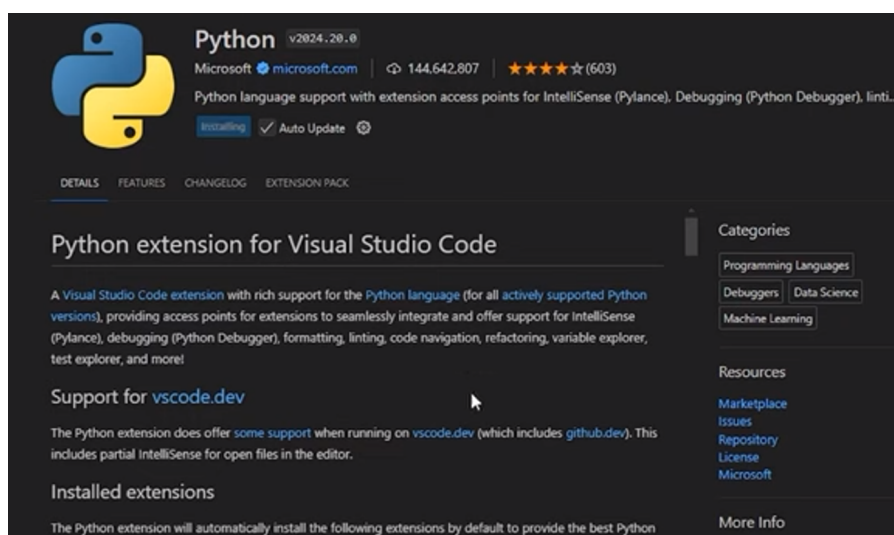 Python v2024.20.0
Microsoft microsoft.com 144,642,807 (603)
Python language support with extension access points for IntelliSense (Pylance), Debugging (Python Debugger), linti...
Installing Auto Update
DETAILS FEATURES CHANGELOG EXTENSION PACK
Python extension for Visual Studio Code
A Visual Studio Code extension with rich support for the Python language (for all actively supported Python
versions), providing access points for extensions to seamlessly integrate and offer support for IntelliSense
(Pylance), debugging (Python Debugger), formatting, linting, code navigation, refactoring, variable explorer,
test explorer, and more!
Support for vscode.dev
The Python extension does offer some support when running on vscode.dev (which includes github.dev). This
includes partial IntelliSense for open files in the editor.
Installed extensions
The Python extension will automatically install the following extensions by default to provide the best Python
Categories
Programming Languages
Debuggers Data Science
Machine Learning
Resources
Marketplace
Issues
Repository
License
Microsoft
More Info